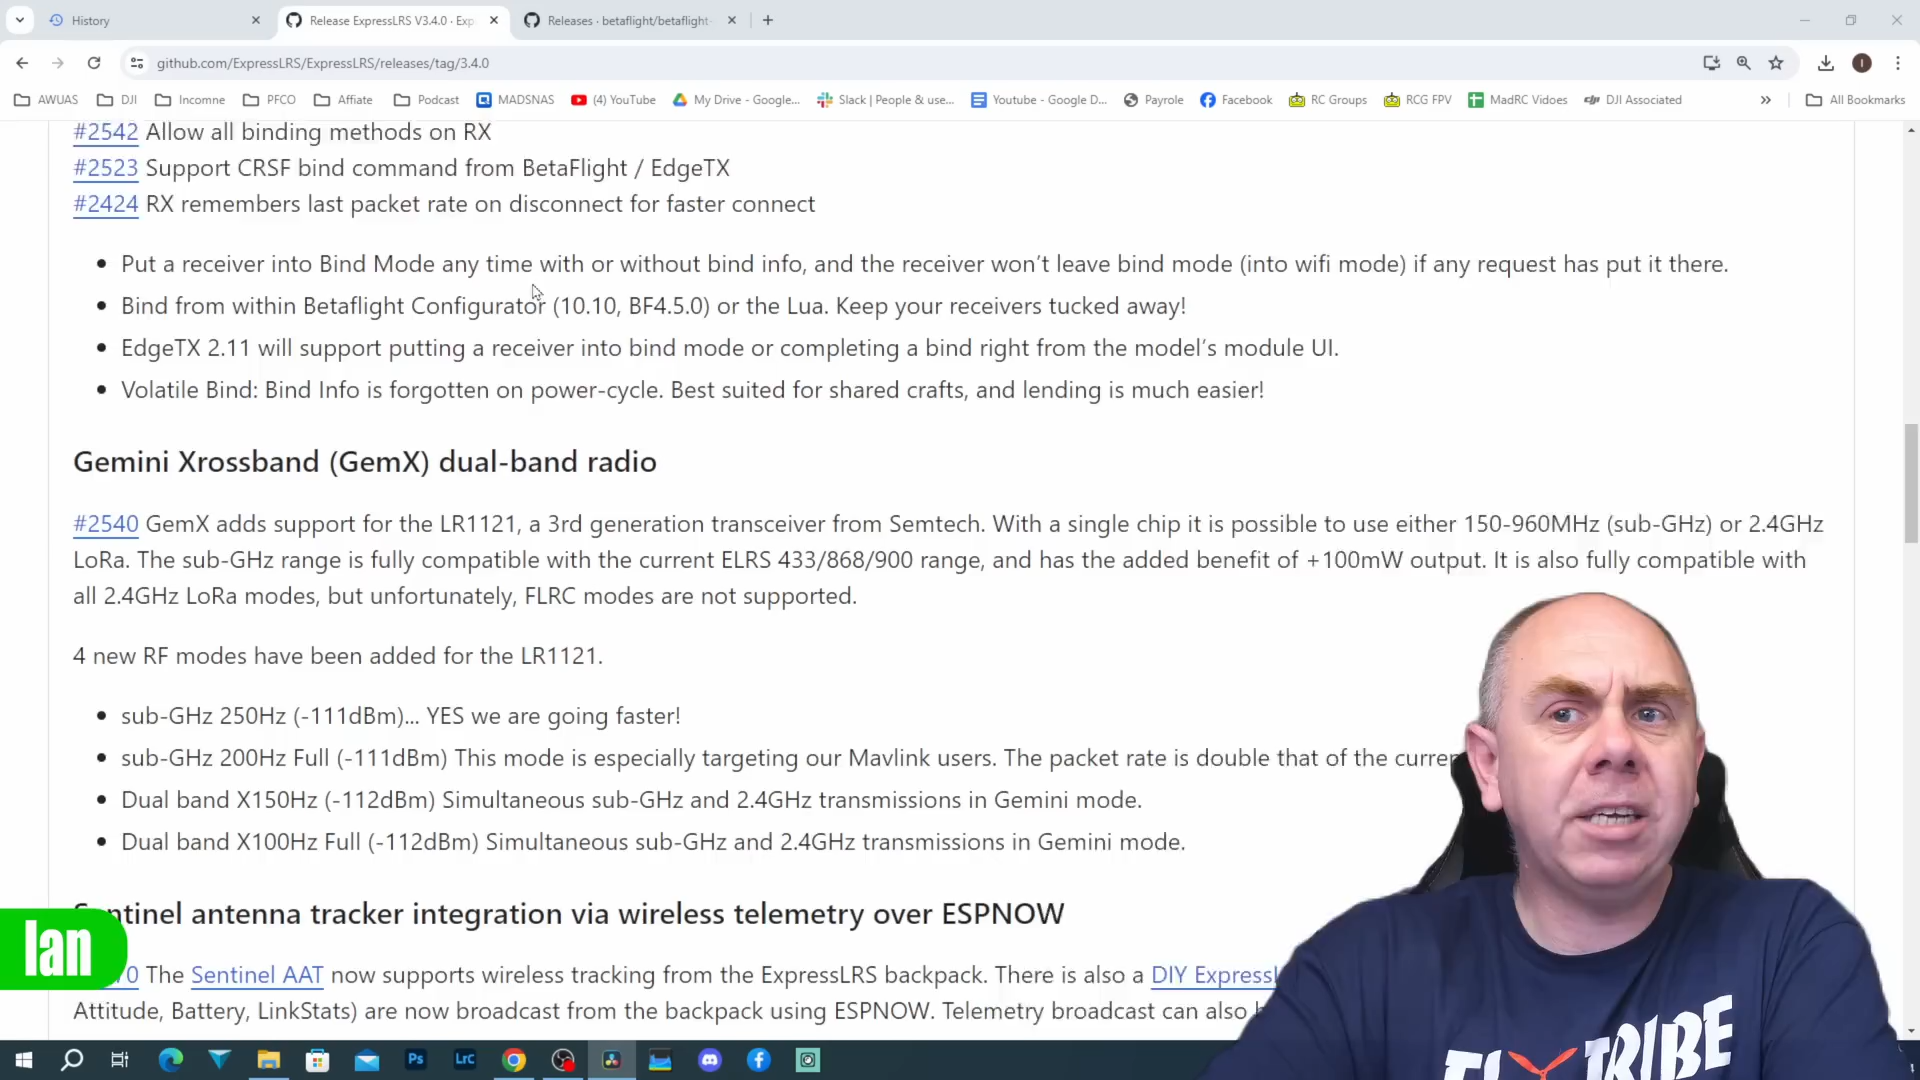 History
Release ExpressLRS V3.4.0 · Exp
Releases · betaflight/betaflight-
github.com/ExpressLRS/ExpressLRS/releases/tag/3.4.0
AWUAS
DJI
Incomne
PFCO
Affiate
Podcast
MADSNAS
(4) YouTube
My Drive - Google...
Slack | People & use...
Youtube - Google D...
Payrole
Facebook
RC Groups
RCG FPV
MadRC Vidoes
DJI Associated
All Bookmarks
#2542 Allow all binding methods on RX
#2523 Support CRSF bind command from BetaFlight / EdgeTX
#2424 RX remembers last packet rate on disconnect for faster connect
• Put a receiver into Bind Mode any time with or without bind info, and the receiver won’t leave bind mode (into wifi mode) if any request has put it there.
• Bind from within Betaflight Configurator (10.10, BF4.5.0) or the Lua. Keep your receivers tucked away!
• EdgeTX 2.11 will support putting a receiver into bind mode or completing a bind right from the model’s module UI.
• Volatile Bind: Bind Info is forgotten on power-cycle. Best suited for shared crafts, and lending is much easier!
Gemini Xrossband (GemX) dual-band radio
#2540 GemX adds support for the LR1121, a 3rd generation transceiver from Semtech. With a single chip it is possible to use either 150-960MHz (sub-GHz) or 2.4GHz
LoRa. The sub-GHz range is fully compatible with the current ELRS 433/868/900 range, and has the added benefit of +100mW output. It is also fully compatible with
all 2.4GHz LoRa modes, but unfortunately, FLRC modes are not supported.
4 new RF modes have been added for the LR1121.
• sub-GHz 250Hz (-111dBm)... YES we are going faster!
• sub-GHz 200Hz Full (-111dBm) This mode is especially targeting our Mavlink users. The packet rate is double that of the curren
• Dual band X150Hz (-112dBm) Simultaneous sub-GHz and 2.4GHz transmissions in Gemini mode.
• Dual band X100Hz Full (-112dBm) Simultaneous sub-GHz and 2.4GHz transmissions in Gemini mode.
Sentinel antenna tracker integration via wireless telemetry over ESPNOW
Ian
0 The Sentinel AAT now supports wireless tracking from the ExpressLRS backpack. There is also a DIY ExpressL
Attitude, Battery, LinkStats) are now broadcast from the backpack using ESPNOW. Telemetry broadcast can also
Ps
LrC
TRIBE